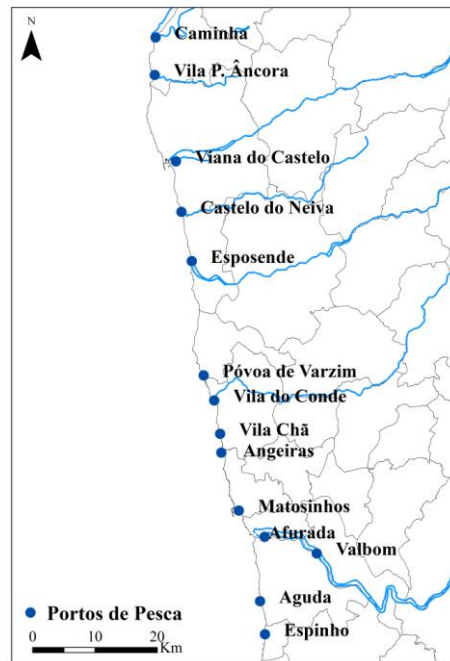 N
Caminha
Vila P. Âncora
Viana do Castelo
Castelo do Neiva
Esposende
Póvoa de Varzim
Vila do Conde
Vila Chã
Angeiras
Matosinhos
Afurada
Valbom
Aguda
Espinho
Portos de Pesca
0 10 20
Km